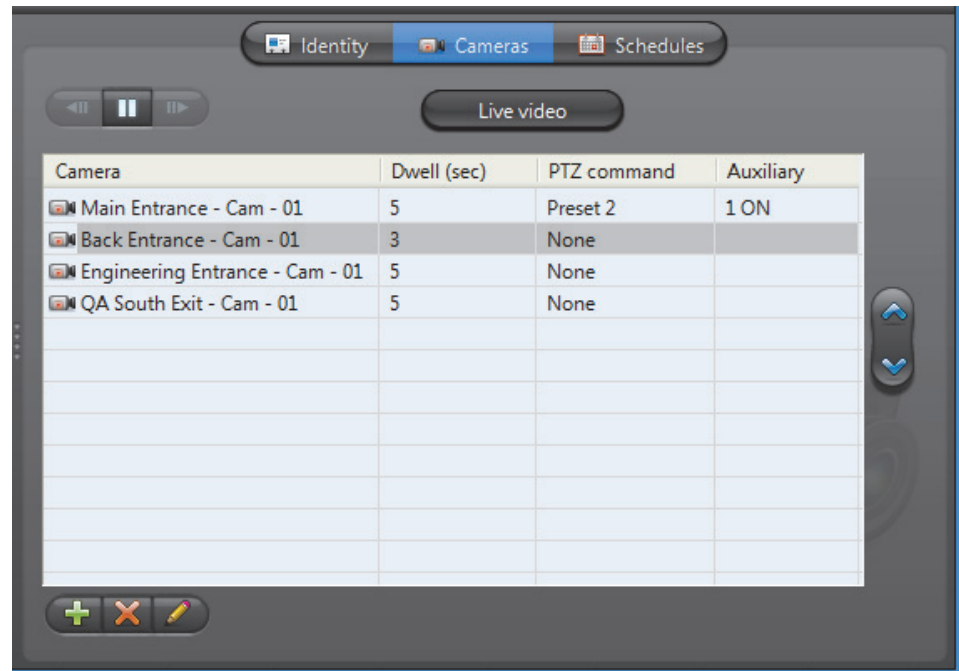 Identity Cameras Schedules
Live video
Camera Dwell (sec) PTZ command Auxiliary
Main Entrance - Cam - 01 5 Preset 2 1 ON
Back Entrance - Cam - 01 3 None
Engineering Entrance - Cam - 01 5 None
QA South Exit - Cam - 01 5 None